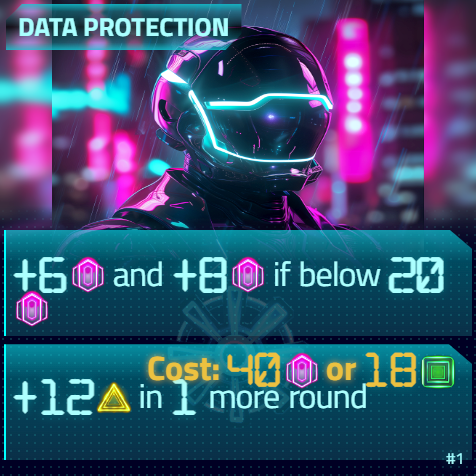 DATA PROTECTION
+6 and +8 if below 20
Cost: 40 or 18
+12 in 1 more round
#1